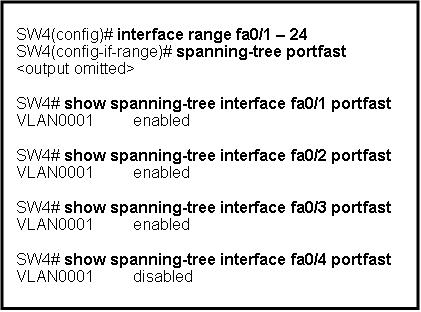 SW4(config)# interface range fa0/1 – 24
SW4(config-if-range)# spanning-tree portfast
<output omitted>
SW4# show spanning-tree interface fa0/1 portfast
VLAN0001 enabled
SW4# show spanning-tree interface fa0/2 portfast
VLAN0001 enabled
SW4# show spanning-tree interface fa0/3 portfast
VLAN0001 enabled
SW4# show spanning-tree interface fa0/4 portfast
VLAN0001 disabled